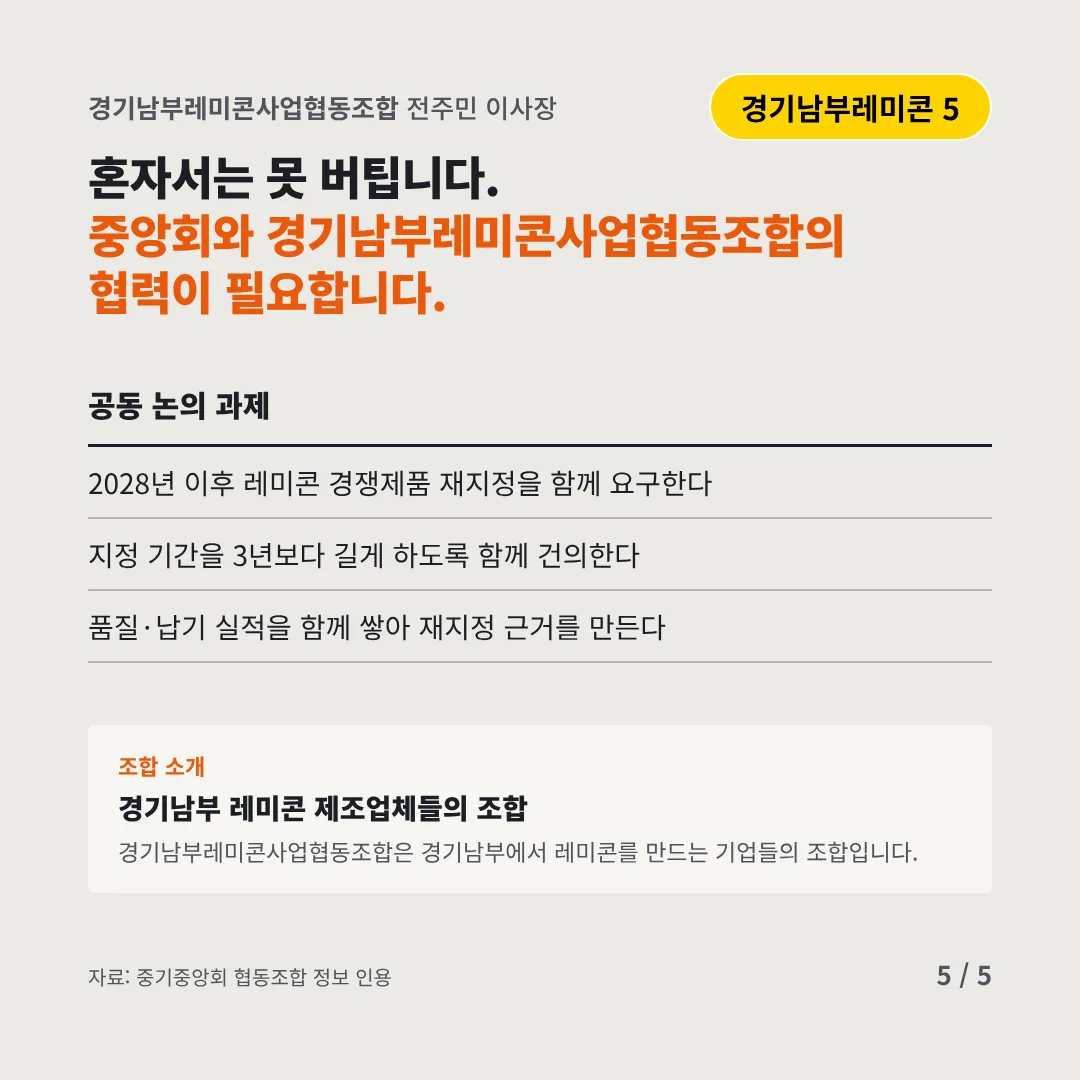 경기남부레미콘사업협동조합 전주민 이사장
경기남부레미콘 5
혼자서는 못 버팁니다.
중앙회와 경기남부레미콘사업협동조합의
협력이 필요합니다.
공동 논의 과제
2028년 이후 레미콘 경쟁제품 재지정을 함께 요구한다
지정 기간을 3년보다 길게 하도록 함께 건의한다
품질·납기 실적을 함께 쌓아 재지정 근거를 만든다
조합 소개
경기남부 레미콘 제조업체들의 조합
경기남부레미콘사업협동조합은 경기남부에서 레미콘를 만드는 기업들의 조합입니다.
자료: 중기중앙회 협동조합 정보 인용
5 / 5